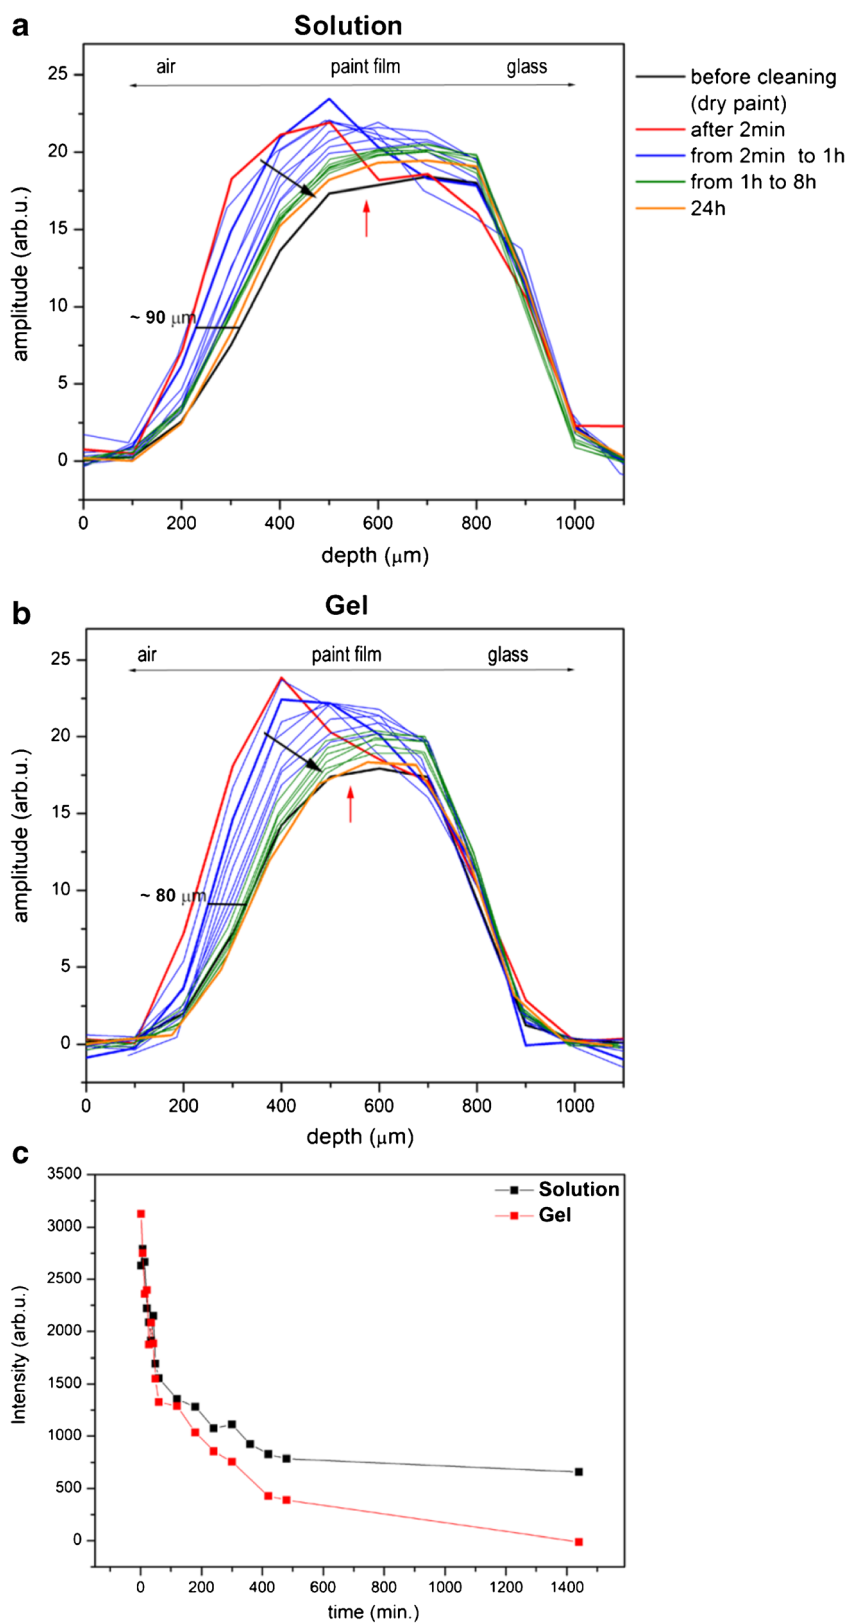 a
Solution
air paint film glass
25
20
15
10
5
0
amplitude (arb.u.)
~ 90 μm
0 200 400 600 800 1000
depth (μm)
before cleaning
(dry paint)
after 2min
from 2min to 1h
from 1h to 8h
24h
b
Gel
air paint film glass
25
20
15
10
5
0
amplitude (arb.u.)
~ 80 μm
0 200 400 600 800 1000
depth (μm)
c
3500
3000
2500
2000
1500
1000
500
0
Intensity (arb.u.)
Solution
Gel
0 200 400 600 800 1000 1200 1400
time (min.)